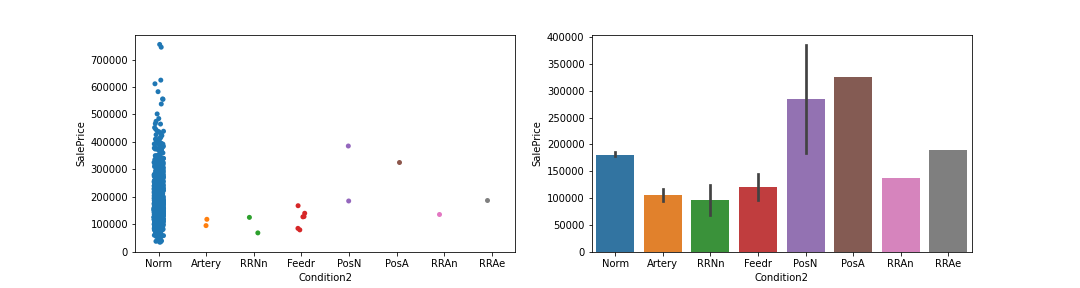 700000
600000
500000
400000
300000
200000
100000
0
SalePrice
Norm Artery RRNn Feedr PosN PosA RRAn RRAe
Condition2
400000
350000
300000
250000
200000
150000
100000
50000
0
SalePrice
Norm Artery RRNn Feedr PosN PosA RRAn RRAe
Condition2